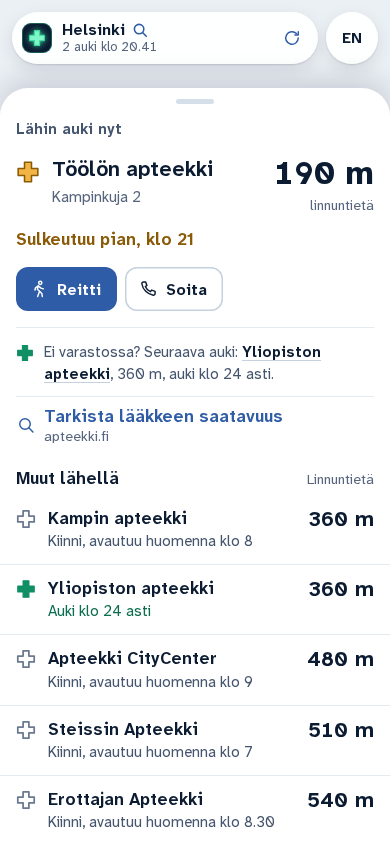 Helsinki
2 auki klo 20.41
EN
Lähin auki nyt
Töölön apteekki
190 m
Kampinkuja 2
linnuntietä
Sulkeutuu pian, klo 21
Reitti
Soita
Ei varastossa? Seuraava auki: Yliopiston
apteekki, 360 m, auki klo 24 asti.
Tarkista lääkkeen saatavuus
apteekki.fi
Muut lähellä
Linnuntietä
Kampin apteekki
360 m
Kiinni, avautuu huomenna klo 8
Yliopiston apteekki
360 m
Auki klo 24 asti
Apteekki CityCenter
480 m
Kiinni, avautuu huomenna klo 9
Steissin Apteekki
510 m
Kiinni, avautuu huomenna klo 7
Erottajan Apteekki
540 m
Kiinni, avautuu huomenna klo 8.30